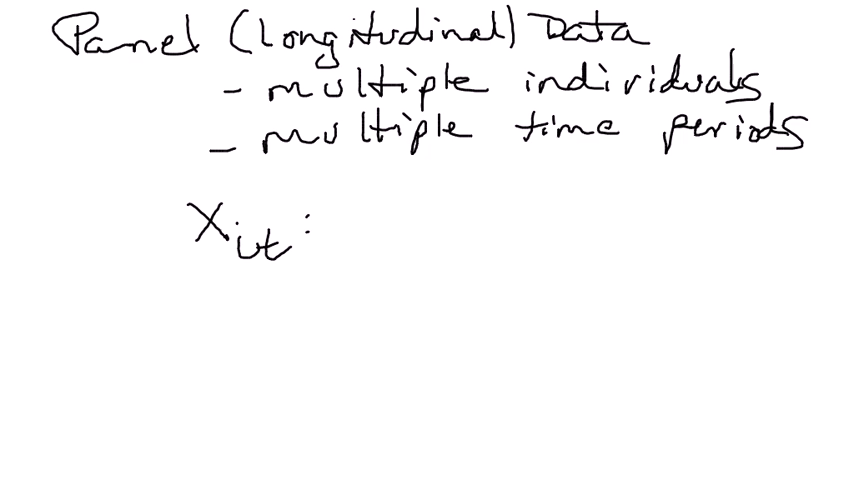 Panel (Longitudinal) Data
- multiple individuals
- multiple time periods
X_it :